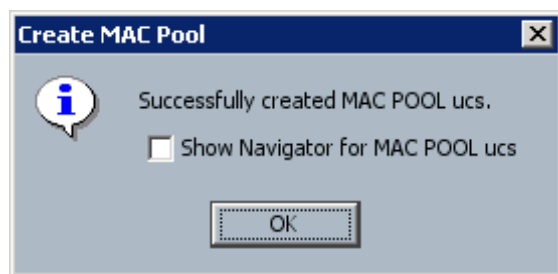 Create MAC Pool
Successfully created MAC POOL ucs.
Show Navigator for MAC POOL ucs
OK